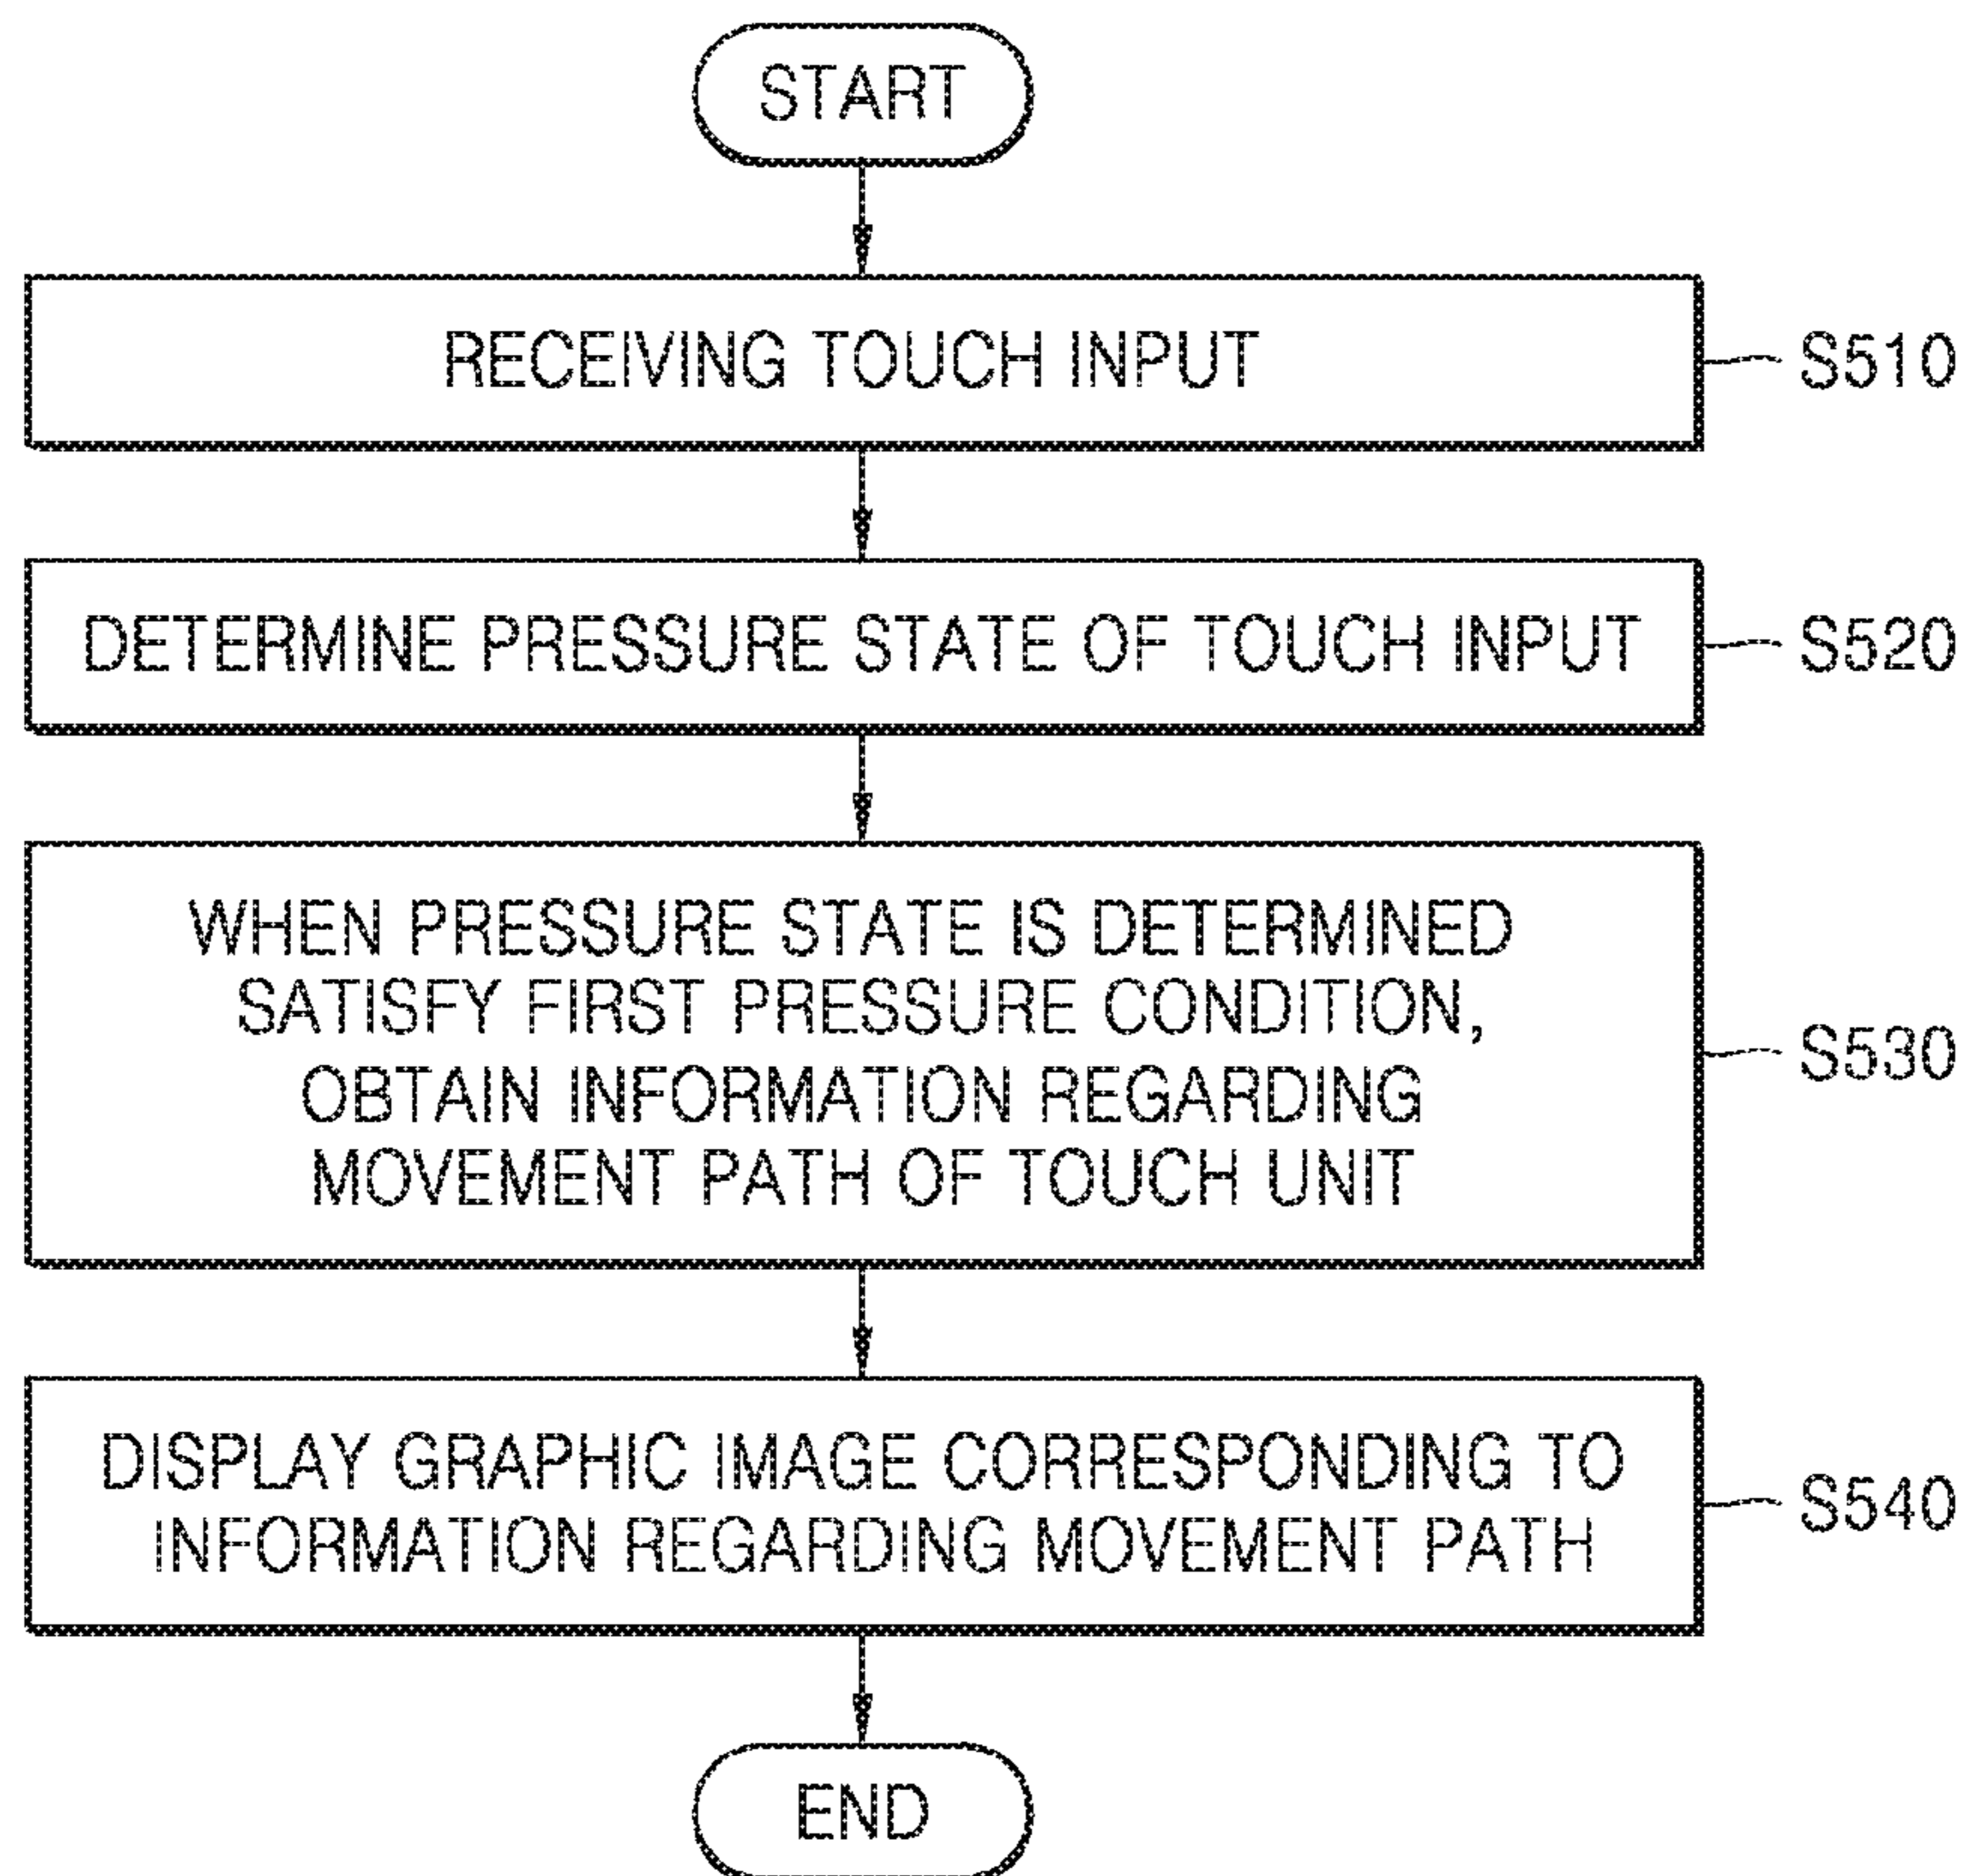 START
RECEIVING TOUCH INPUT
S510
DETERMINE PRESSURE STATE OF TOUCH INPUT
S520
WHEN PRESSURE STATE IS DETERMINED
SATISFY FIRST PRESSURE CONDITION,
OBTAIN INFORMATION REGARDING
MOVEMENT PATH OF TOUCH UNIT
S530
DISPLAY GRAPHIC IMAGE CORRESPONDING TO
INFORMATION REGARDING MOVEMENT PATH
S540
END